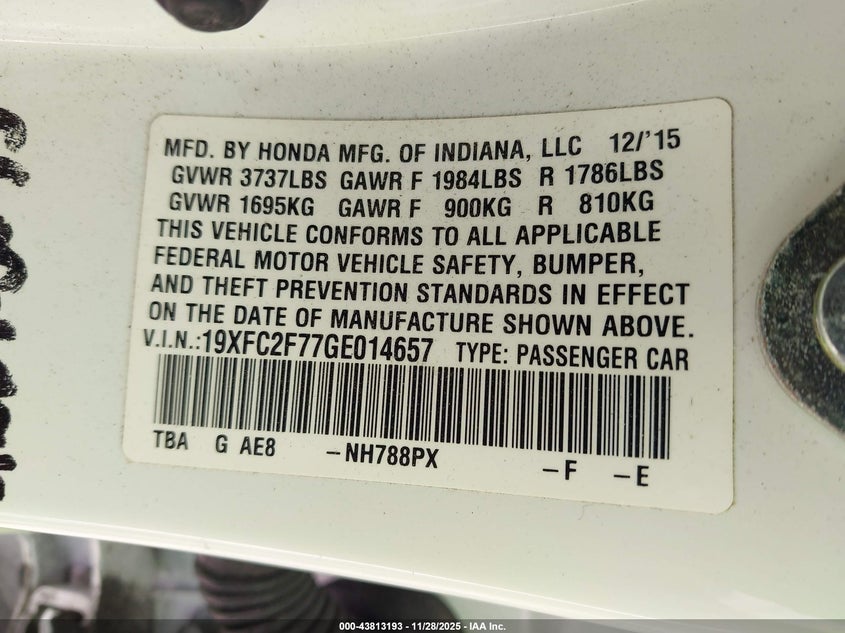 MFD. BY HONDA MFG. OF INDIANA, LLC 12/'15
GVWR 3737LBS GAWR F 1984LBS R 1786LBS
GVWR 1695KG GAWR F 900KG R 810KG
THIS VEHICLE CONFORMS TO ALL APPLICABLE
FEDERAL MOTOR VEHICLE SAFETY, BUMPER,
AND THEFT PREVENTION STANDARDS IN EFFECT
ON THE DATE OF MANUFACTURE SHOWN ABOVE.
V.I.N.:19XFC2F77GE014657 TYPE: PASSENGER CAR
TBA G AE8 -NH788PX -F -E
000-43813193 - 11/28/2025 - IAA Inc.